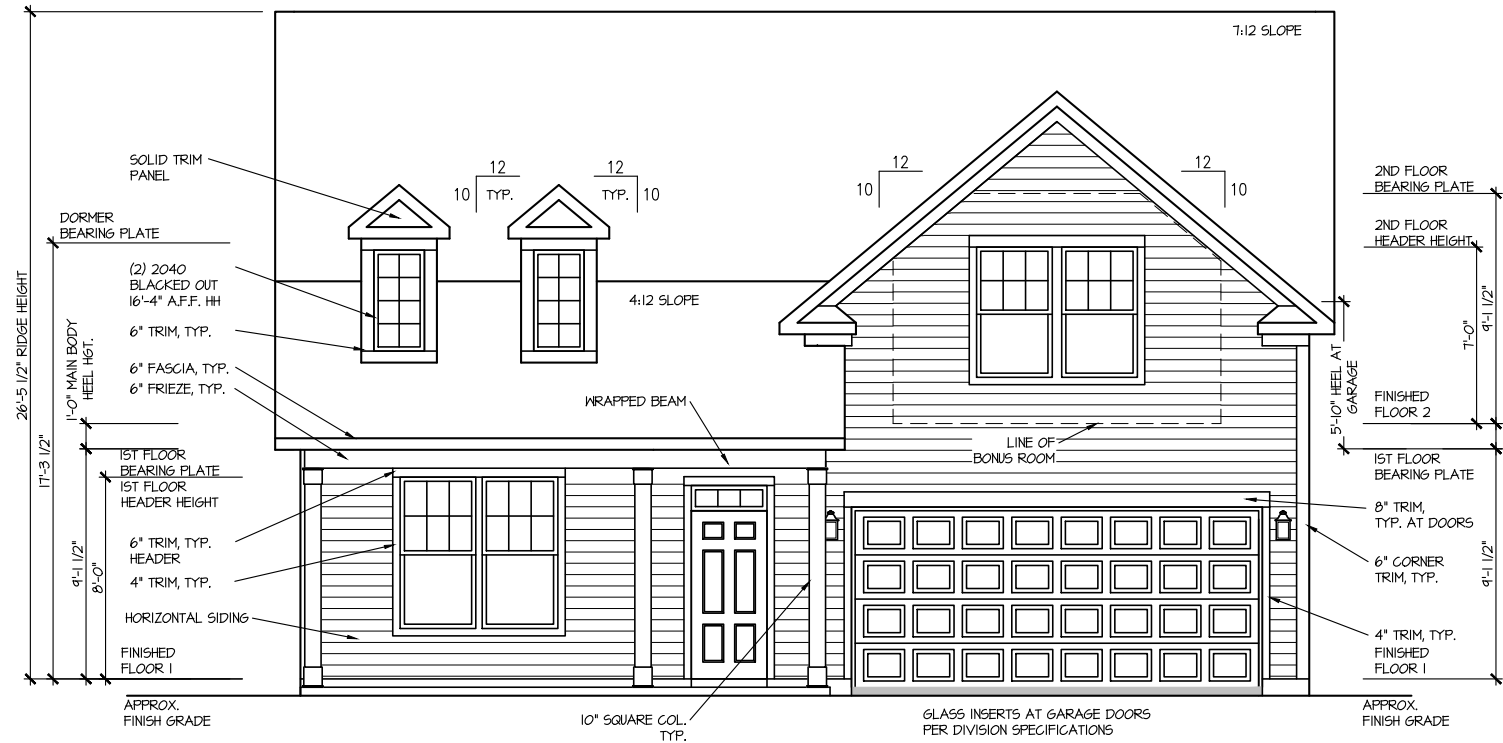 7:12 SLOPE
SOLID TRIM
PANEL
12
10
TYP.
12
TYP.
10
12
10
12
10
2ND FLOOR
BEARING PLATE
DORMER
BEARING PLATE
2ND FLOOR
HEADER HEIGHT
(2) 2040
BLACKED OUT
16'-4" A.F.F. HH
4:12 SLOPE
6" TRIM, TYP.
6" FASCIA, TYP.
6" FRIEZE, TYP.
26'-5 1/2" RIDGE HEIGHT
17'-3 1/2"
1'-0" MAIN BODY
HEEL HGT.
WRAPPED BEAM
LINE OF
BONUS ROOM
5'-10" HEEL AT
GARAGE
7'-0"
9'-1 1/2"
FINISHED
FLOOR 2
1ST FLOOR
BEARING PLATE
1ST FLOOR
HEADER HEIGHT
1ST FLOOR
BEARING PLATE
8" TRIM,
TYP. AT DOORS
6" TRIM, TYP.
HEADER
4" TRIM, TYP.
6" CORNER
TRIM, TYP.
9'-1 1/2"
8'-0"
9'-1 1/2"
HORIZONTAL SIDING
4" TRIM, TYP.
FINISHED
FLOOR 1
FINISHED
FLOOR 1
APPROX.
FINISH GRADE
10" SQUARE COL.
TYP.
GLASS INSERTS AT GARAGE DOORS
PER DIVISION SPECIFICATIONS
APPROX.
FINISH GRADE